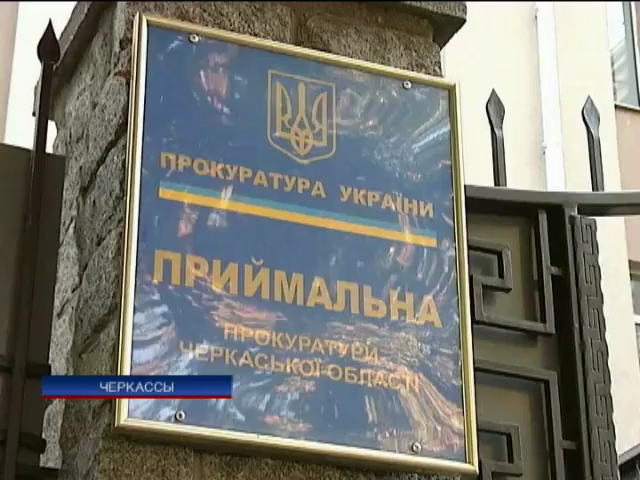 ПРОКУРАТУРА УКРАЇНИ
ПРИЙМАЛЬНА
ПРОКУРАТУРИ
ЧЕРКАСЬКОЇ ОБЛАСТІ
ЧЕРКАССЫ